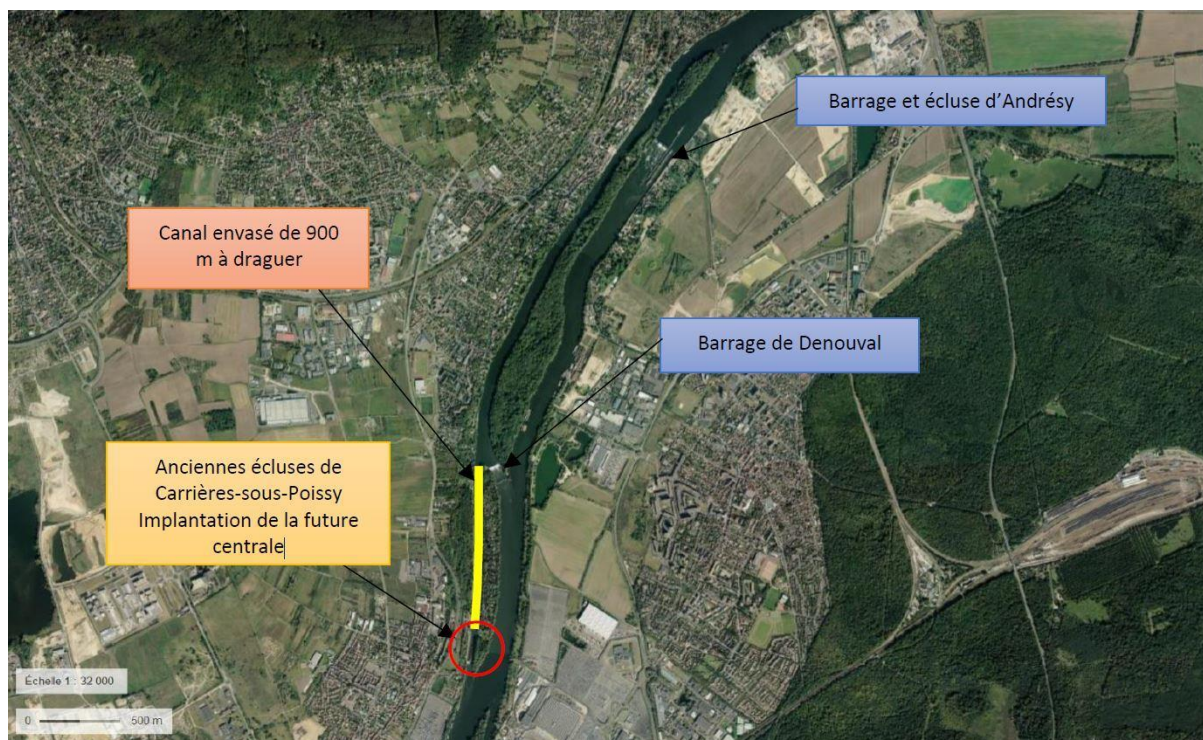 Barrage et écluse d'Andrésy
Canal envasé de 900
m à draguer
Barrage de Denouval
Anciennes écluses de
Carrières-sous-Poissy
Implantation de la future
centrale
Échelle 1 : 32 000
0 500 m